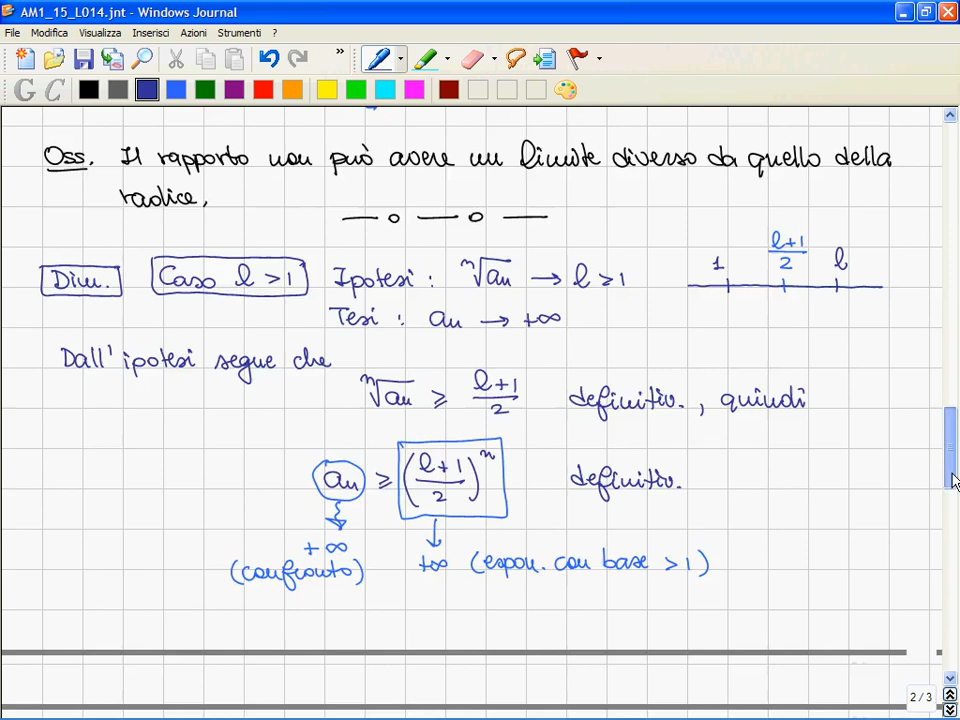 AM1_15_L014.jnt - Windows Journal
File Modifica Visualizza Inserisci Azioni Strumenti ?
Oss. Il rapporto non può avere un limite diverso da quello della
radice.
Dim. Caso l > 1 Ipotesi : ⁿ√an → l > 1
1 l+1/2 l
Tesi : an → +∞
Dall'ipotesi segue che
ⁿ√an ≥ l+1/2 definitiv. , quindi
an ≥ (l+1/2)ⁿ definitiv.
+∞
(confronto) +∞ (espon. con base > 1)
2 / 3